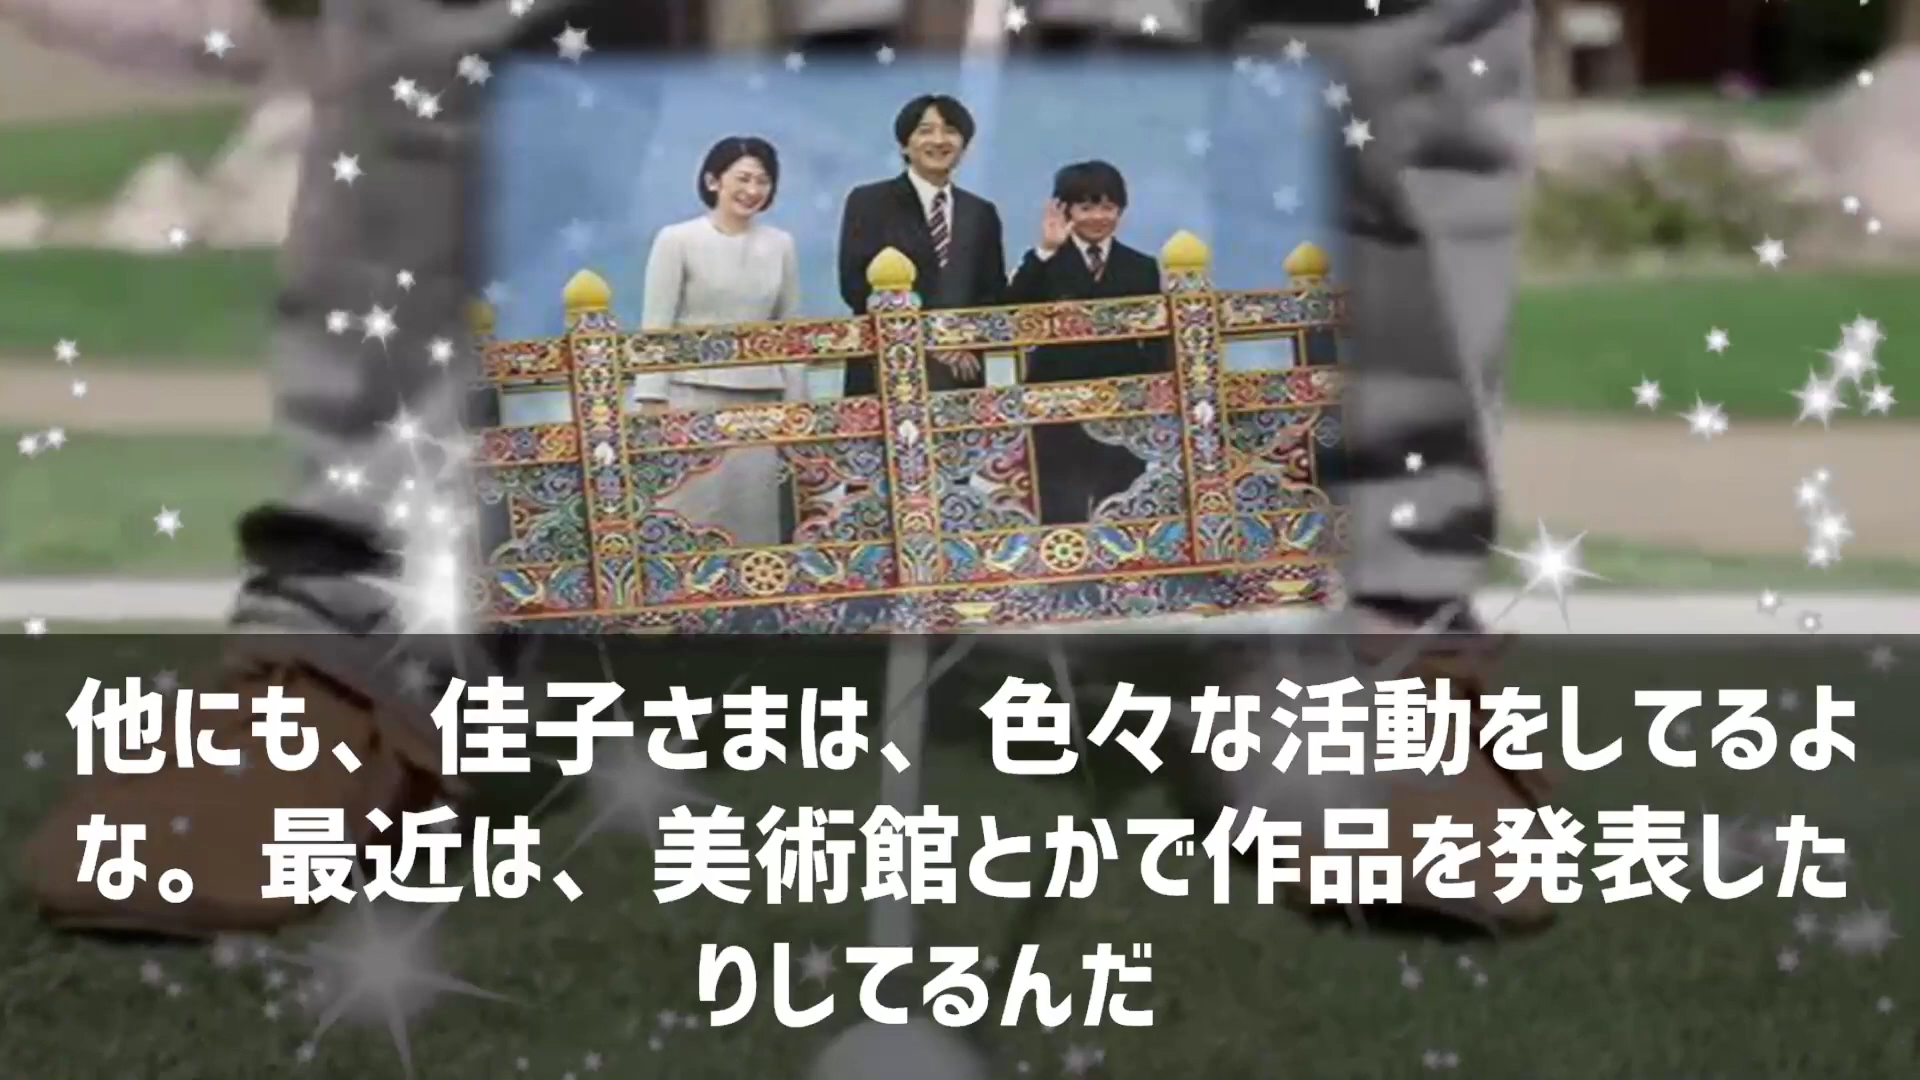 他にも、佳子さまは、色々な活動をしてるよ
な。最近は、美術館とかで作品を発表した
りしてるんだ